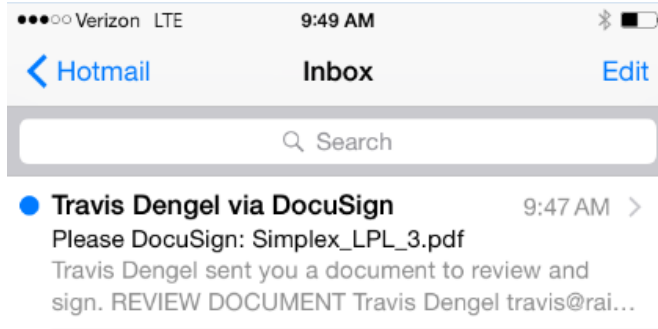 Verizon LTE 9:49 AM
Hotmail Inbox Edit
Search
Travis Dengel via DocuSign 9:47 AM
Please DocuSign: Simplex_LPL_3.pdf
Travis Dengel sent you a document to review and
sign. REVIEW DOCUMENT Travis Dengel travis@rai...